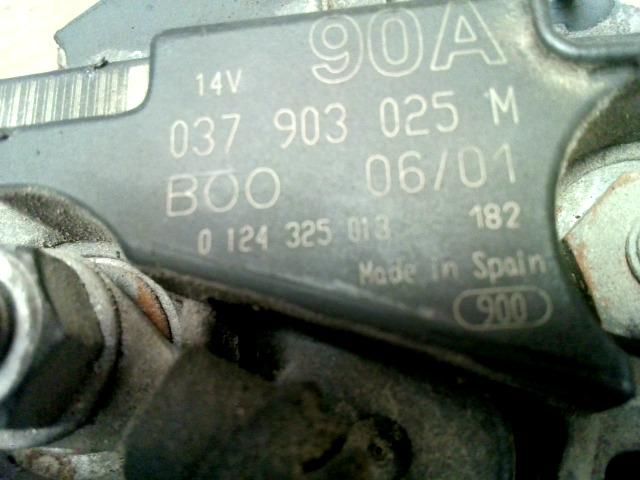 90A
14V
037 903 025 M
BOO 06/01
0 124 325 013 182
Made in Spain
900